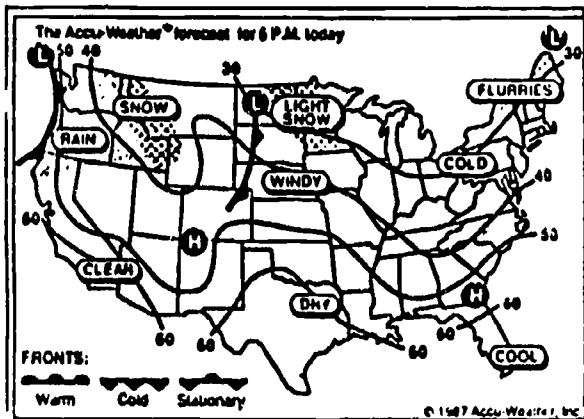 The Accu-Weather® forecast for 6 P.M. today
L
50
40
30
L
30
SNOW
L
LIGHT
SNOW
FLURRIES
RAIN
COLD
WINDY
40
60
H
50
CLEAR
DRY
H
60
60
60
60
60
COOL
FRONTS:
Warm
Cold
Stationary
© 1987 Accu-Weather, Inc.